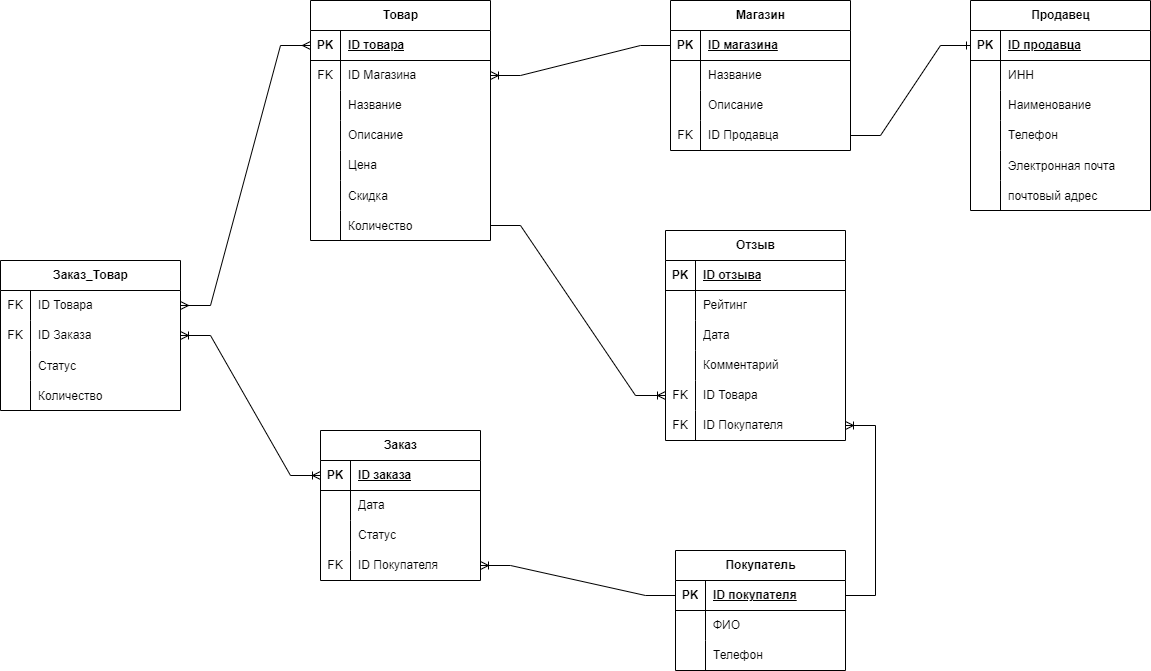 Товар
PK ID товара
FK ID Магазина
Название
Описание
Цена
Скидка
Количество
Магазин
PK ID магазина
Название
Описание
FK ID Продавца
Продавец
PK ID продавца
ИНН
Наименование
Телефон
Электронная почта
почтовый адрес
Отзыв
PK ID отзыва
Рейтинг
Дата
Комментарий
FK ID Товара
FK ID Покупателя
Заказ_Товар
FK ID Товара
FK ID Заказа
Статус
Количество
Заказ
PK ID заказа
Дата
Статус
FK ID Покупателя
Покупатель
PK ID покупателя
ФИО
Телефон